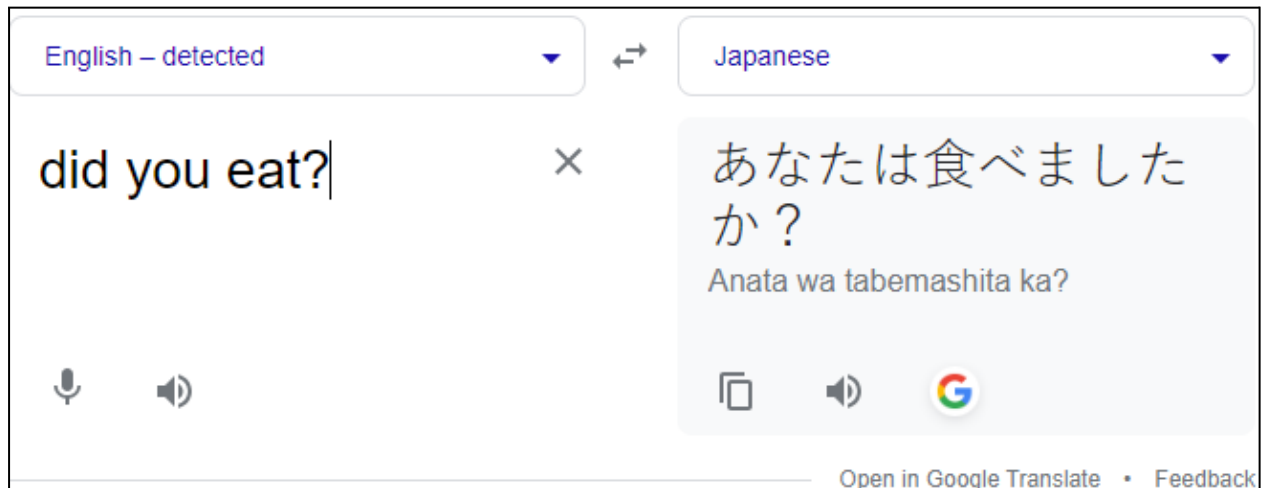 English – detected
Japanese
did you eat?
あなたは食べました
か？
Anata wa tabemashita ka?
Open in Google Translate • Feedback